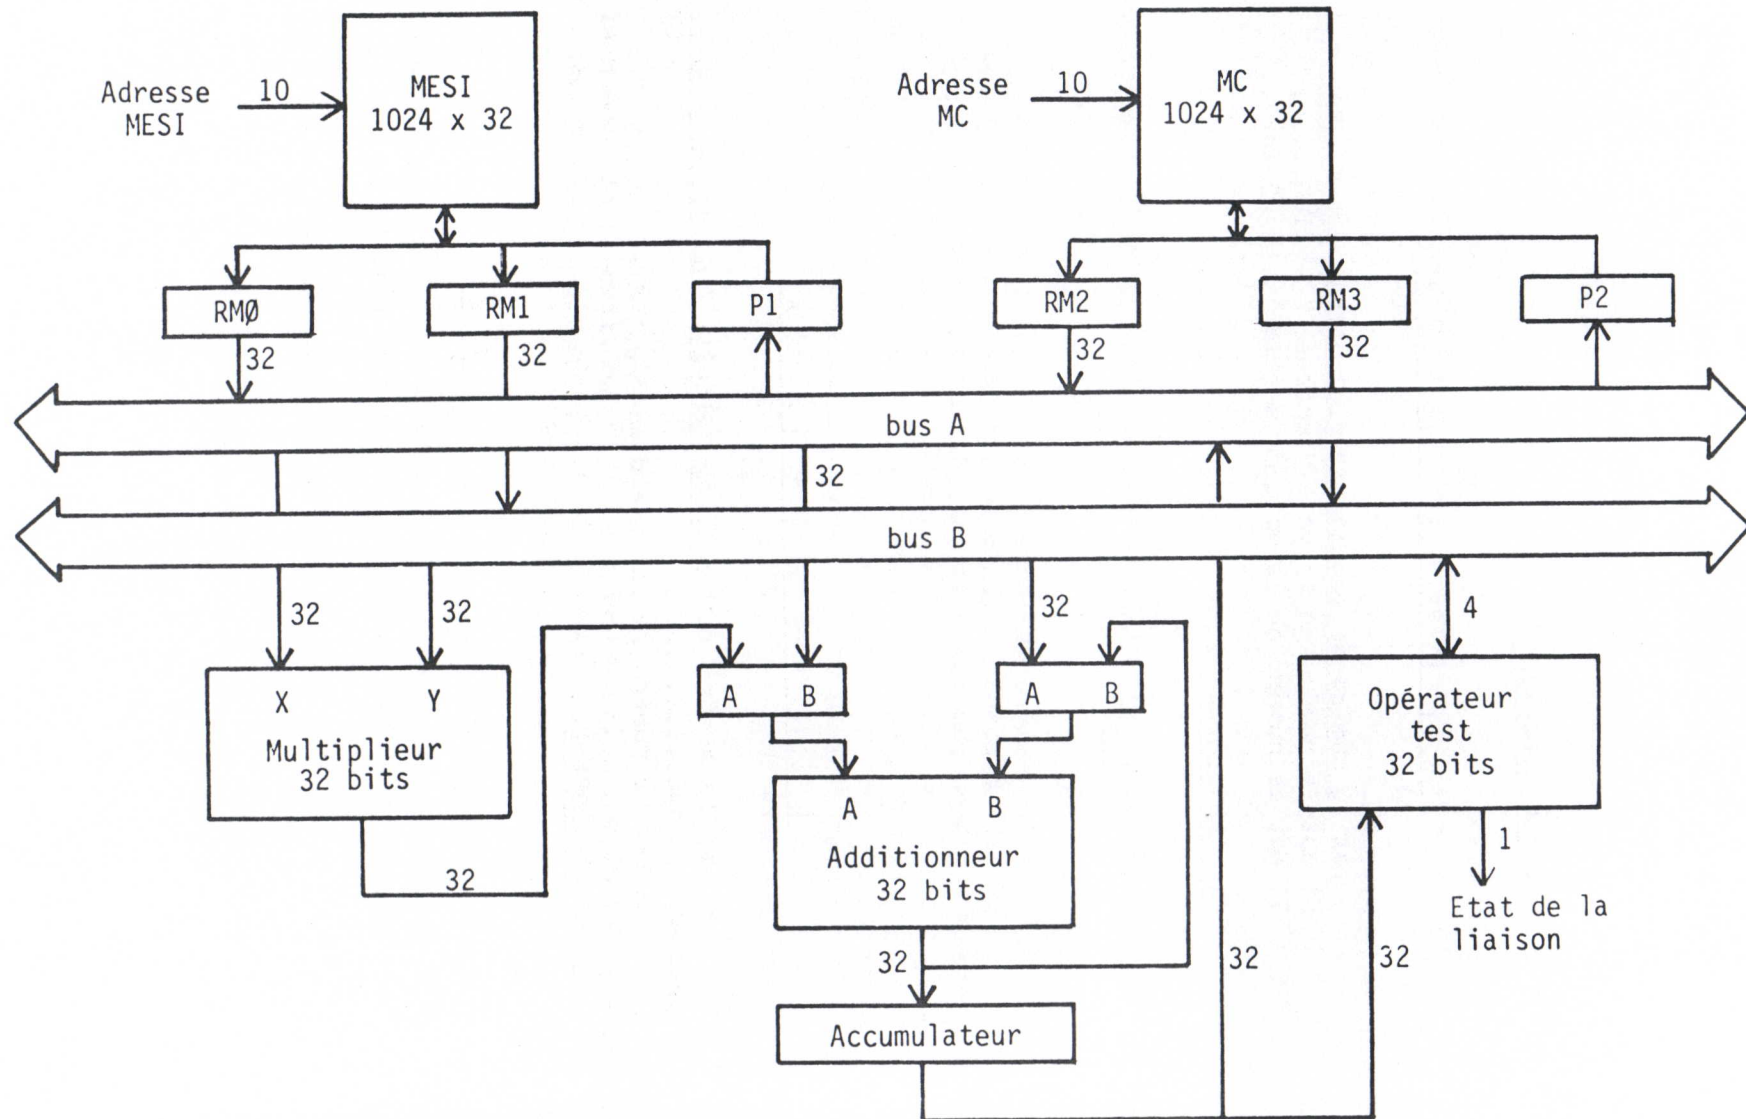 Adresse
MESI
10
MESI
1024 x 32
Adresse
MC
10
MC
1024 x 32
RMØ
RM1
P1
RM2
RM3
P2
32
32
32
32
bus A
32
bus B
32
32
32
4
X
Y
Multiplieur
32 bits
A
B
A
B
Opérateur
test
32 bits
A
B
Additionneur
32 bits
32
1
Etat de la
liaison
32
32
32
Accumulateur